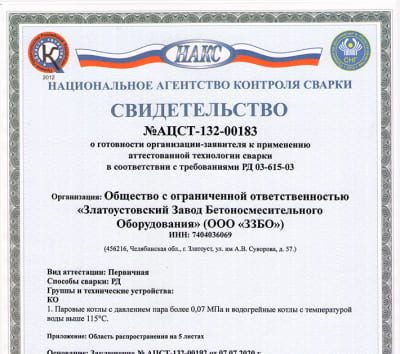 НАКС
2012
СНГ
НАЦИОНАЛЬНОЕ АГЕНТСТВО КОНТРОЛЯ СВАРКИ
СВИДЕТЕЛЬСТВО
№АЦСТ-132-00183
о готовности организации-заявителя к применению
аттестованной технологии сварки
в соответствии с требованиями РД 03-615-03
Организация: Общество с ограниченной ответственностью
«Златоустовский Завод Бетоносмесительного
Оборудования» (ООО «ЗЗБО»)
ИНН: 7404036069
(456216, Челябинская обл., г. Златоуст, ул. им А.В. Суворова, д. 57.)
Вид аттестации: Первичная
Способы сварки: РД
Группы и технические устройства:
КО
1. Паровые котлы с давлением пара более 0,07 МПа и водогрейные котлы с температурой
воды выше 115°С.
Приложение: Область распространения на 5 листах
Основание: Заключение № АЦСТ-132-00192 от 07.07.2020 г.